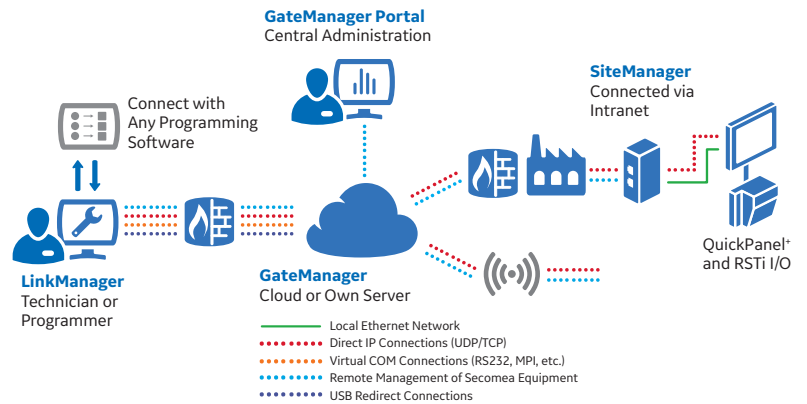 GateManager Portal
Central Administration
SiteManager
Connected via
Intranet
Connect with
Any Programming
Software
QuickPanel+
and RSTi I/O
LinkManager
Technician or
Programmer
GateManager
Cloud or Own Server
Local Ethernet Network
Direct IP Connections (UDP/TCP)
Virtual COM Connections (RS232, MPI, etc.)
Remote Management of Secomea Equipment
USB Redirect Connections